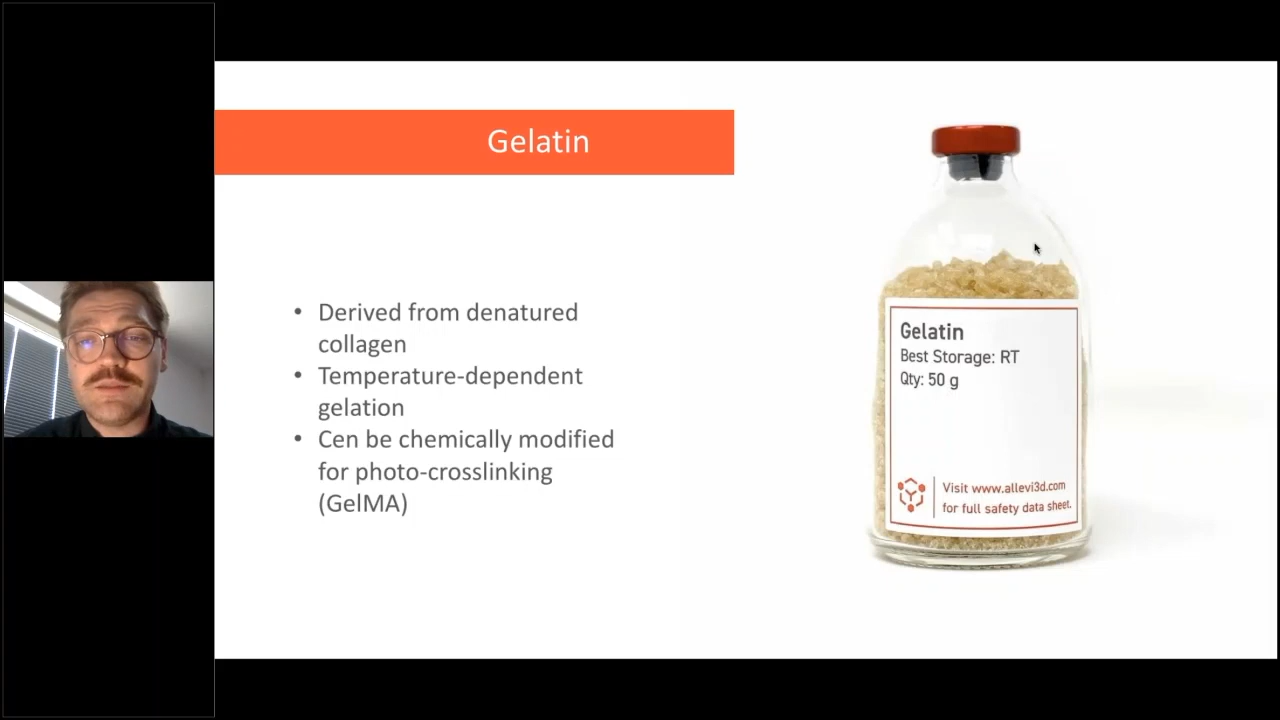 Gelatin
• Derived from denatured
collagen
• Temperature-dependent
gelation
• Cen be chemically modified
for photo-crosslinking
(GelMA)
Gelatin
Best Storage: RT
Qty: 50 g
Visit www.allevi3d.com
for full safety data sheet.